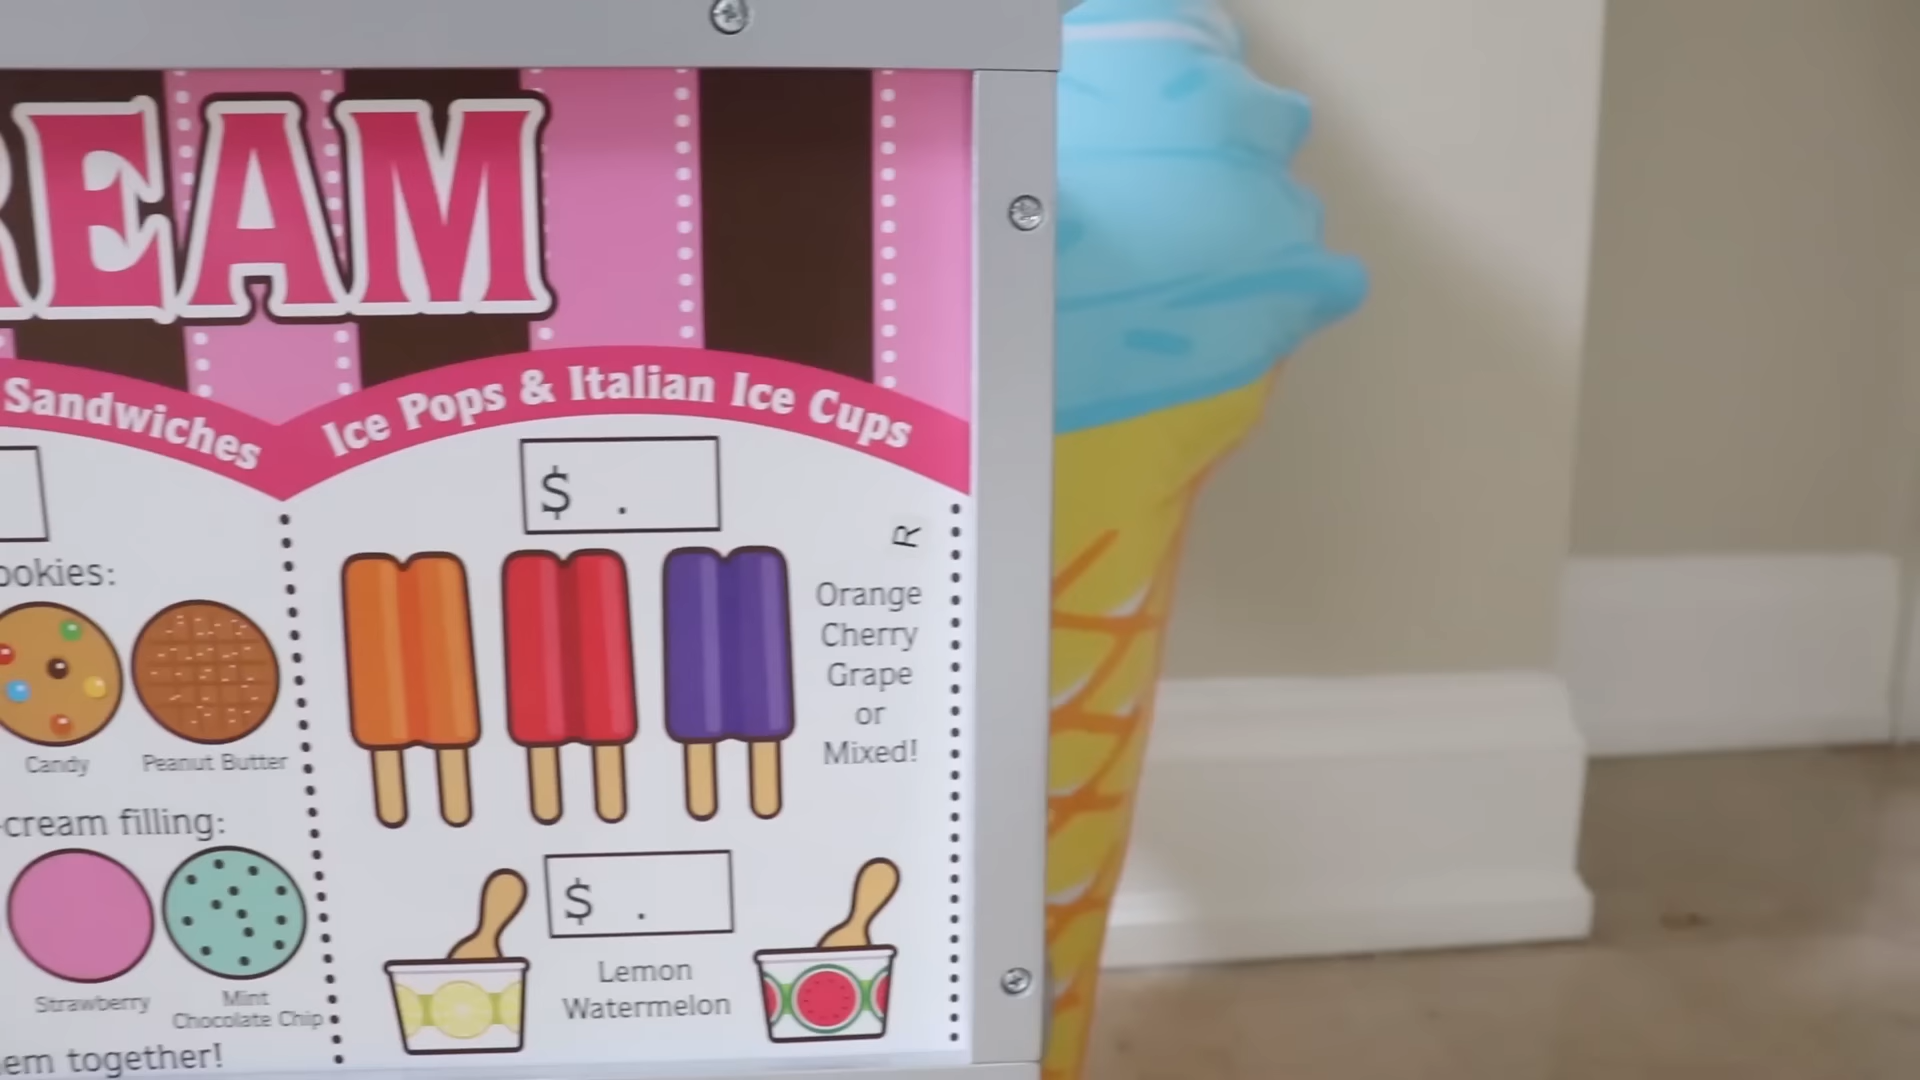 REAM
Sandwiches
Ice Pops & Italian Ice Cups
$ .
R
ookies:
Orange
Cherry
Grape
or
Mixed!
Candy
Peanut Butter
-cream filling:
$ .
Strawberry
Mint
Chocolate Chip
Lemon
Watermelon
em together!